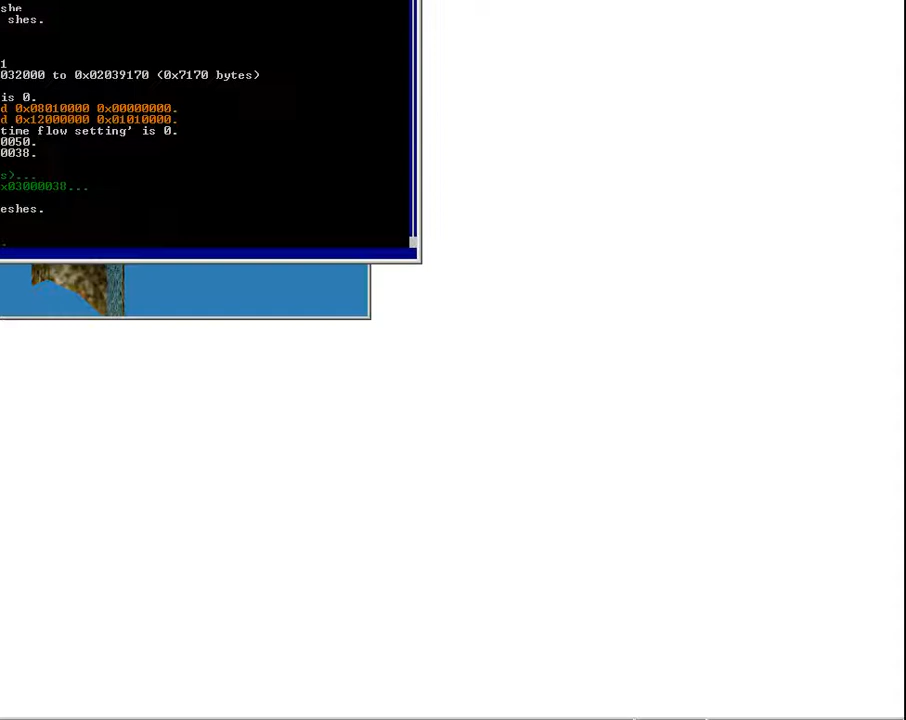 she
shes.
1
032000 to 0x02039170 (0x7170 bytes)
is 0.
d 0x08010000 0x00000000.
d 0x12000000 0x01010000.
time flow setting' is 0.
0050.
0038.
s)...
x03000038...
eshes.
.